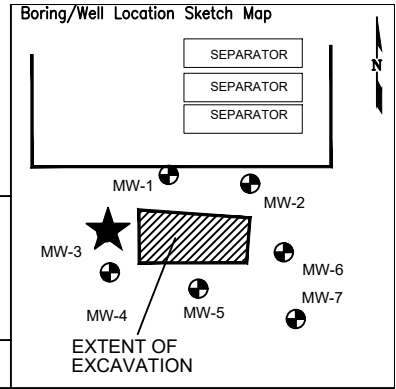 Boring/Well Location Sketch Map
SEPARATOR
SEPARATOR
SEPARATOR
N
MW-1
MW-2
MW-3
MW-6
MW-7
MW-4
MW-5
EXTENT OF
EXCAVATION